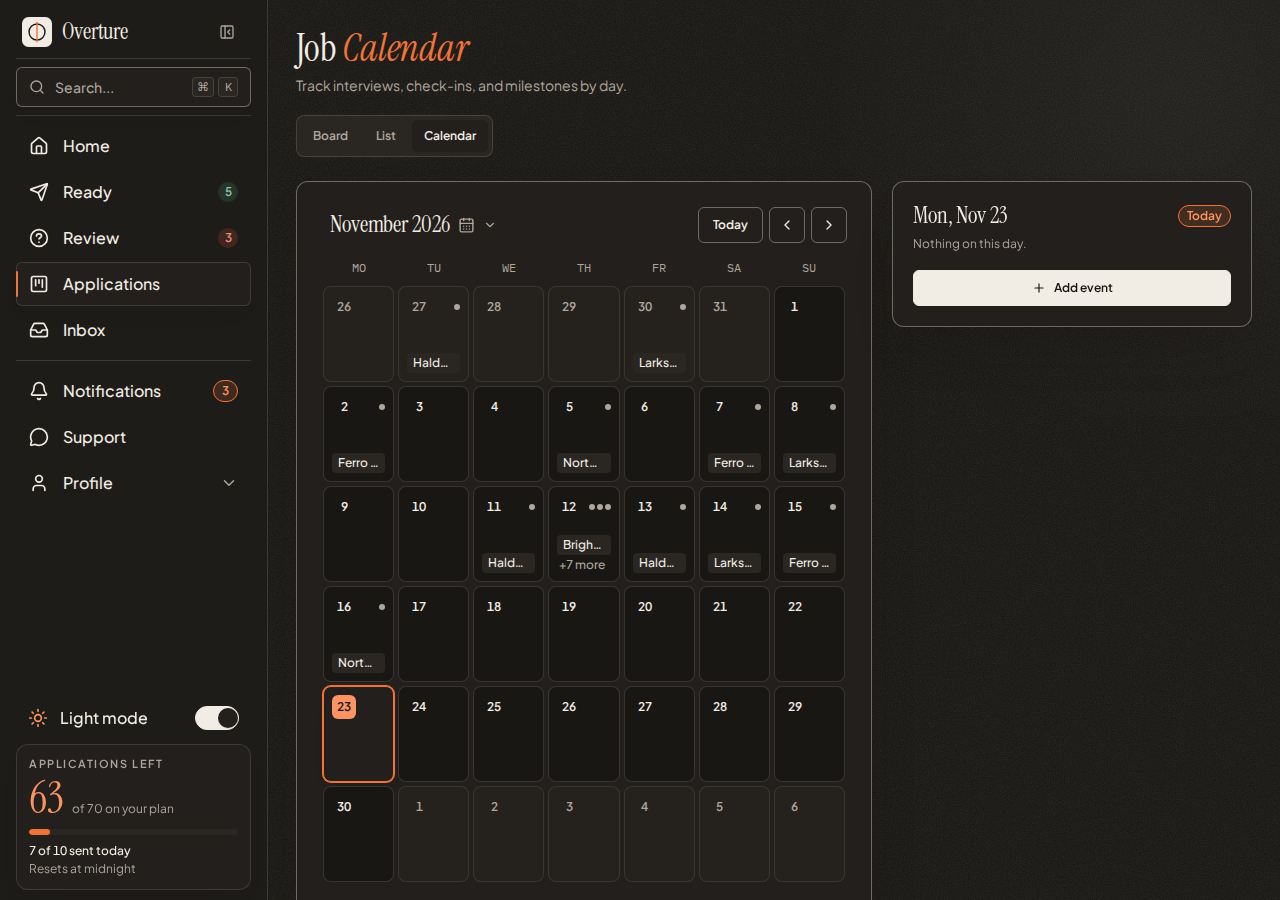 Overture
Search... ⌘ K
Home
Ready 5
Review 3
Applications
Inbox
Notifications 3
Support
Profile
Light mode
APPLICATIONS LEFT
63 of 70 on your plan
7 of 10 sent today
Resets at midnight
Job Calendar
Track interviews, check-ins, and milestones by day.
Board List Calendar
November 2026 Today
MO TU WE TH FR SA SU
26 27 28 29 30 31 1
Hald... Larks...
2 3 4 5 6 7 8
Ferro ... Nort... Ferro ... Larks...
9 10 11 12 13 14 15
Brigh...
Hald... +7 more Hald... Larks... Ferro ...
16 17 18 19 20 21 22
Nort...
23 24 25 26 27 28 29
30 1 2 3 4 5 6
Mon, Nov 23 Today
Nothing on this day.
+ Add event